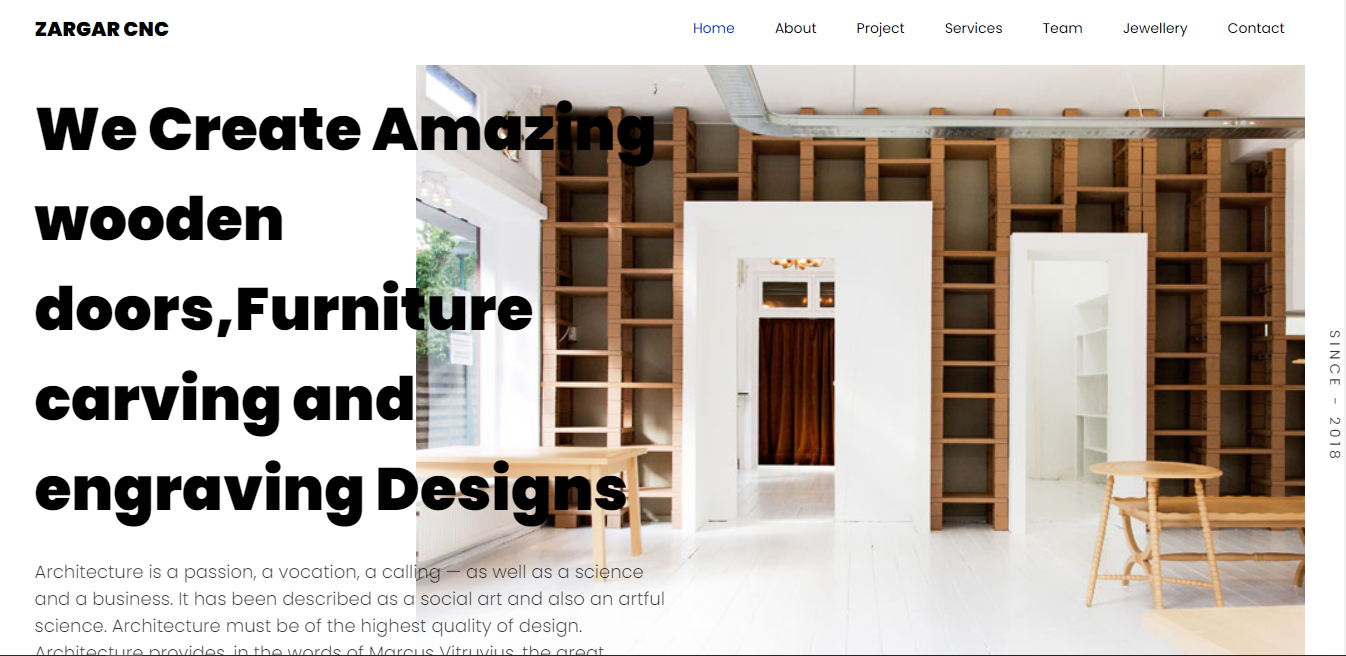 ZARGAR CNC
Home About Project Services Team Jewellery Contact
We Create Amazing
wooden
doors,Furniture
carving and
engraving Designs
Architecture is a passion, a vocation, a calling — as well as a science
and a business. It has been described as a social art and also an artful
science. Architecture must be of the highest quality of design.
Architecture provides, in the words of Marcus Vitruvius, the great
SINCE - 2018